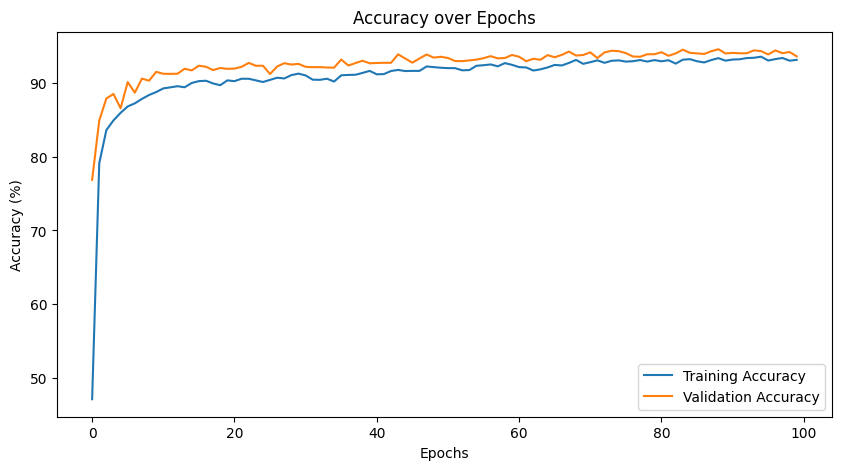 Accuracy over Epochs
Accuracy (%)
90
80
70
60
50
0 20 40 60 80 100
Epochs
Training Accuracy
Validation Accuracy